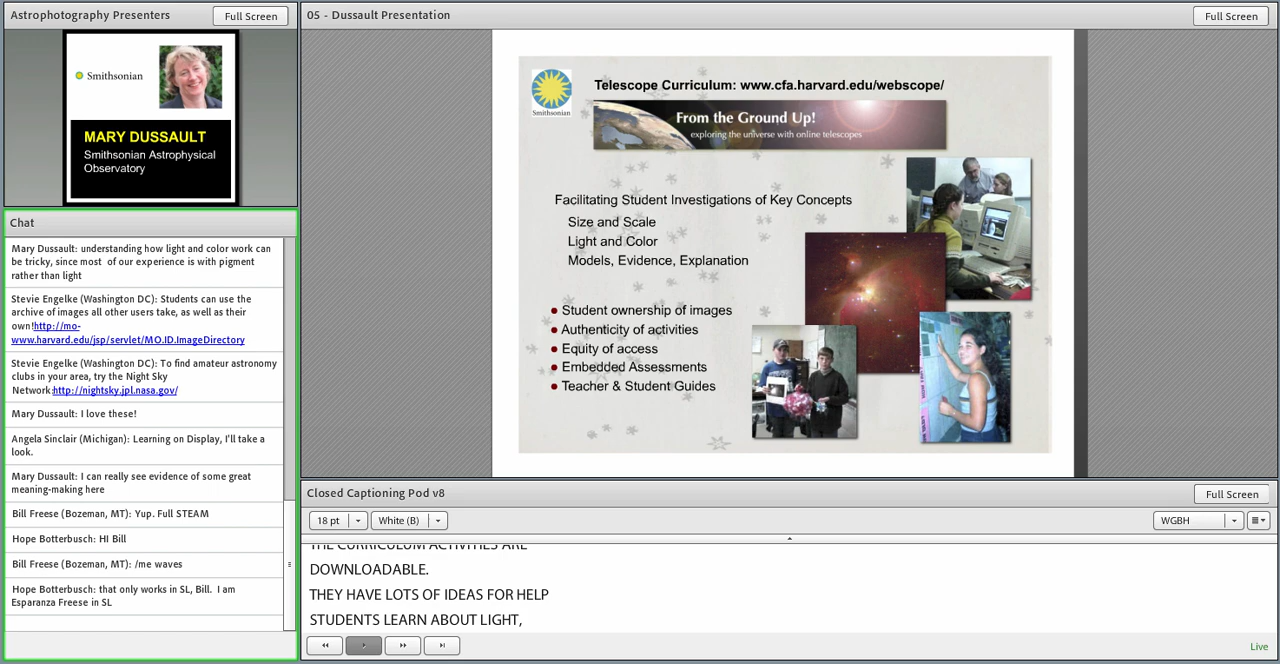 Astrophotography Presenters
Full Screen
Smithsonian
MARY DUSSAULT
Smithsonian Astrophysical
Observatory
Chat
Mary Dussault: understanding how light and color work can
be tricky, since most of our experience is with pigment
rather than light
Stevie Engelke (Washington DC): Students can use the
archive of images all other users take, as well as their
own!http://mo-
www.harvard.edu/jsp/servlet/MO.ID.ImageDirectory
Stevie Engelke (Washington DC): To find amateur astronomy
clubs in your area, try the Night Sky
Network:http://nightsky.jpl.nasa.gov/
Mary Dussault: I love these!
Angela Sinclair (Michigan): Learning on Display, I'll take a
look.
Mary Dussault: I can really see evidence of some great
meaning-making here
Bill Freese (Bozeman, MT): Yup. Full STEAM
Hope Botterbusch: HI Bill
Bill Freese (Bozeman, MT): /me waves
Hope Botterbusch: that only works in SL, Bill. I am
Esparanza Freese in SL
05 - Dussault Presentation
Full Screen
Smithsonian
Telescope Curriculum: www.cfa.harvard.edu/webscope/
From the Ground Up!
exploring the universe with online telescopes
Facilitating Student Investigations of Key Concepts
Size and Scale
Light and Color
Models, Evidence, Explanation
• Student ownership of images
• Authenticity of activities
• Equity of access
• Embedded Assessments
• Teacher & Student Guides
Closed Captioning Pod v8
Full Screen
18 pt
White (B)
WGBH
THE CURRICULUM ACTIVITIES ARE
DOWNLOADABLE.
THEY HAVE LOTS OF IDEAS FOR HELP
STUDENTS LEARN ABOUT LIGHT,
Live